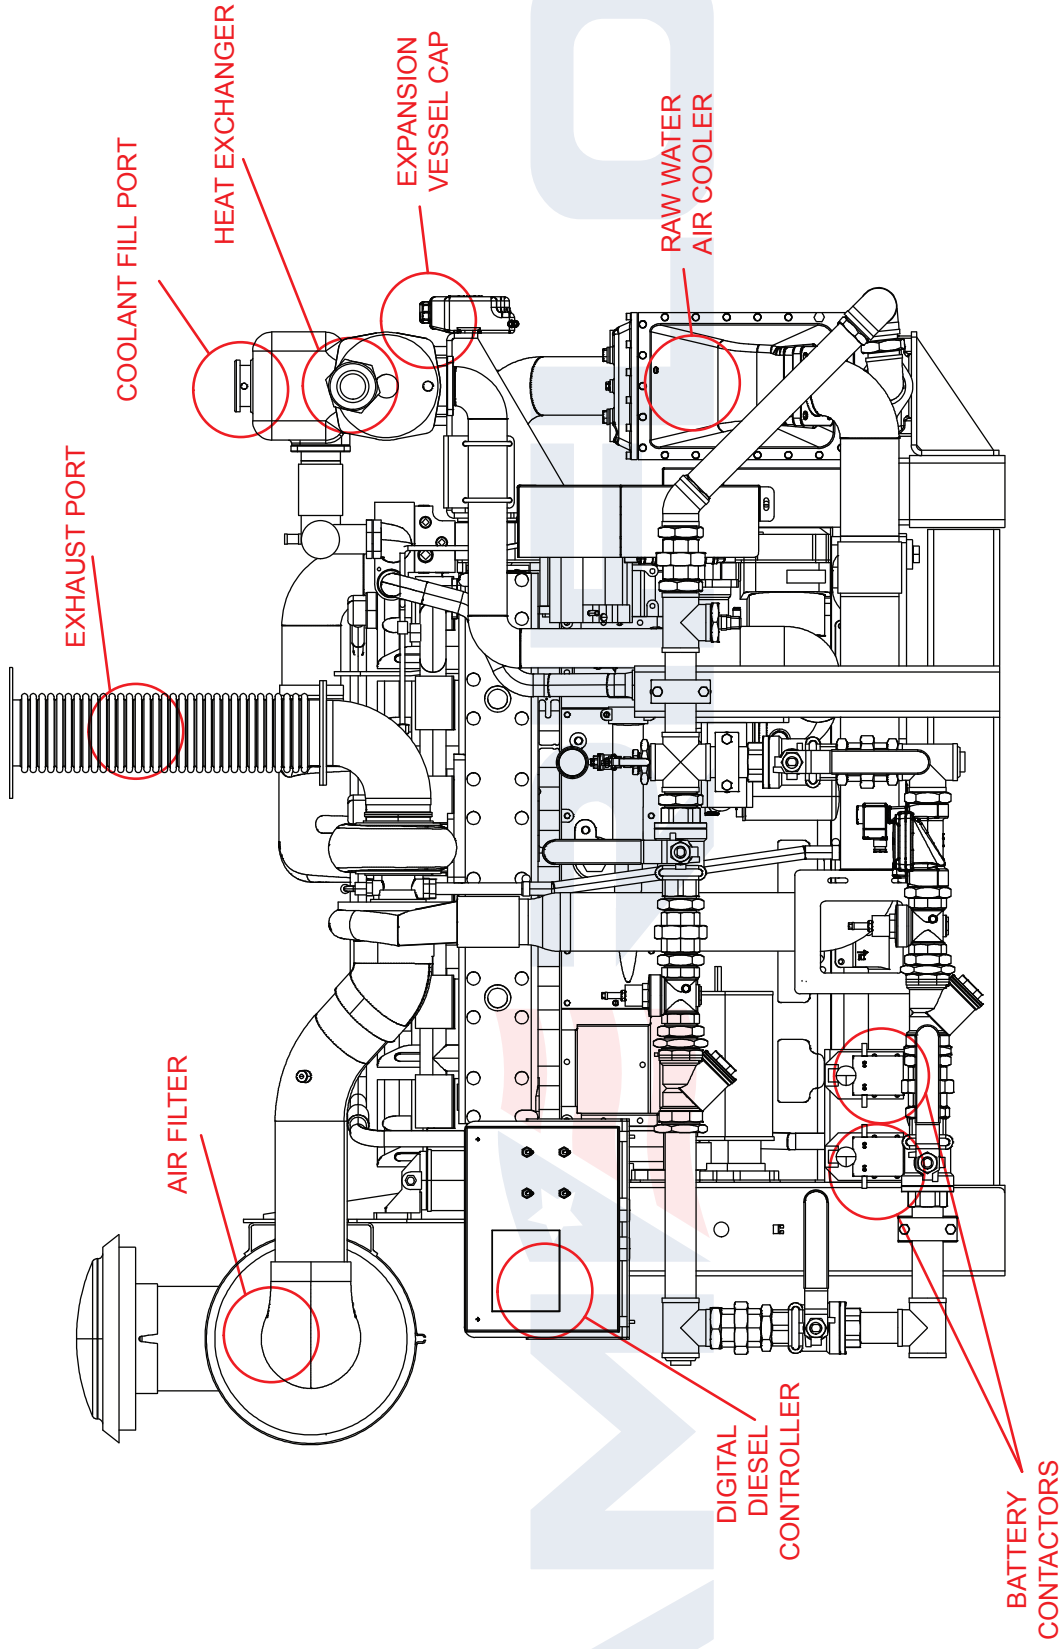 COOLANT FILL PORT
HEAT EXCHANGER
EXPANSION
VESSEL CAP
RAW WATER
AIR COOLER
EXHAUST PORT
AIR FILTER
DIGITAL
DIESEL
CONTROLLER
BATTERY
CONTACTORS